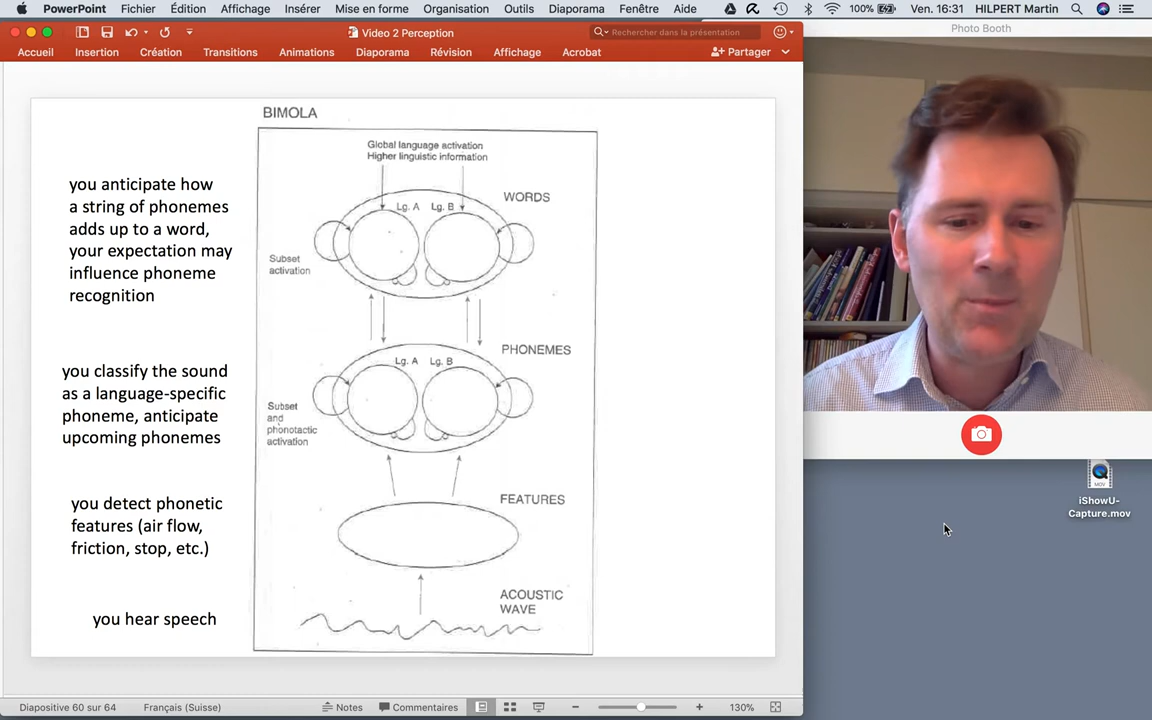 PowerPoint Fichier Édition Affichage Insérer Mise en forme Organisation Outils Diaporama Fenêtre Aide 100% Ven. 16:31 HILPERT Martin
Photo Booth
Video 2 Perception
Rechercher dans la présentation
Accueil Insertion Création Transitions Animations Diaporama Révision Affichage Acrobat Partager
BIMOLA
Global language activation
Higher linguistic information
WORDS
Lg. A Lg. B
Subset
activation
you anticipate how
a string of phonemes
adds up to a word,
your expectation may
influence phoneme
recognition
PHONEMES
Lg. A Lg. B
Subset
and
phonotactic
activation
you classify the sound
as a language-specific
phoneme, anticipate
upcoming phonemes
FEATURES
you detect phonetic
features (air flow,
friction, stop, etc.)
ACOUSTIC
WAVE
you hear speech
MOV
iShowU-
Capture.mov
Diapositive 60 sur 64 Français (Suisse) Notes Commentaires 130%